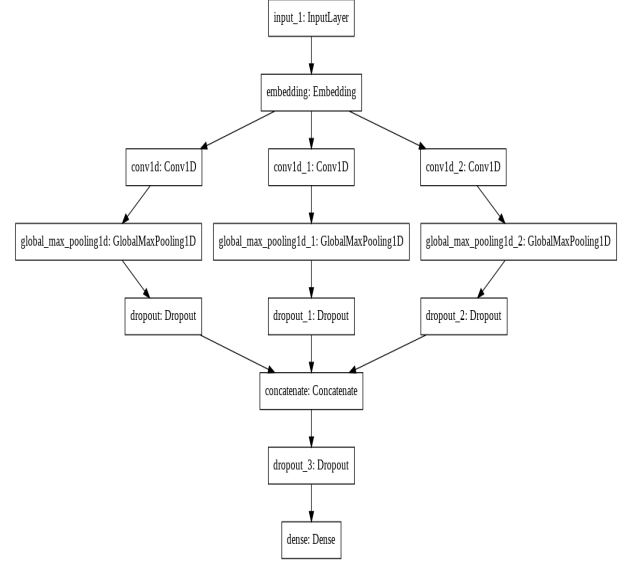 input_1: InputLayer
embedding: Embedding
conv1d: Conv1D
conv1d_1: Conv1D
conv1d_2: Conv1D
global_max_pooling1d: GlobalMaxPooling1D
global_max_pooling1d_1: GlobalMaxPooling1D
global_max_pooling1d_2: GlobalMaxPooling1D
dropout: Dropout
dropout_1: Dropout
dropout_2: Dropout
concatenate: Concatenate
dropout_3: Dropout
dense: Dense